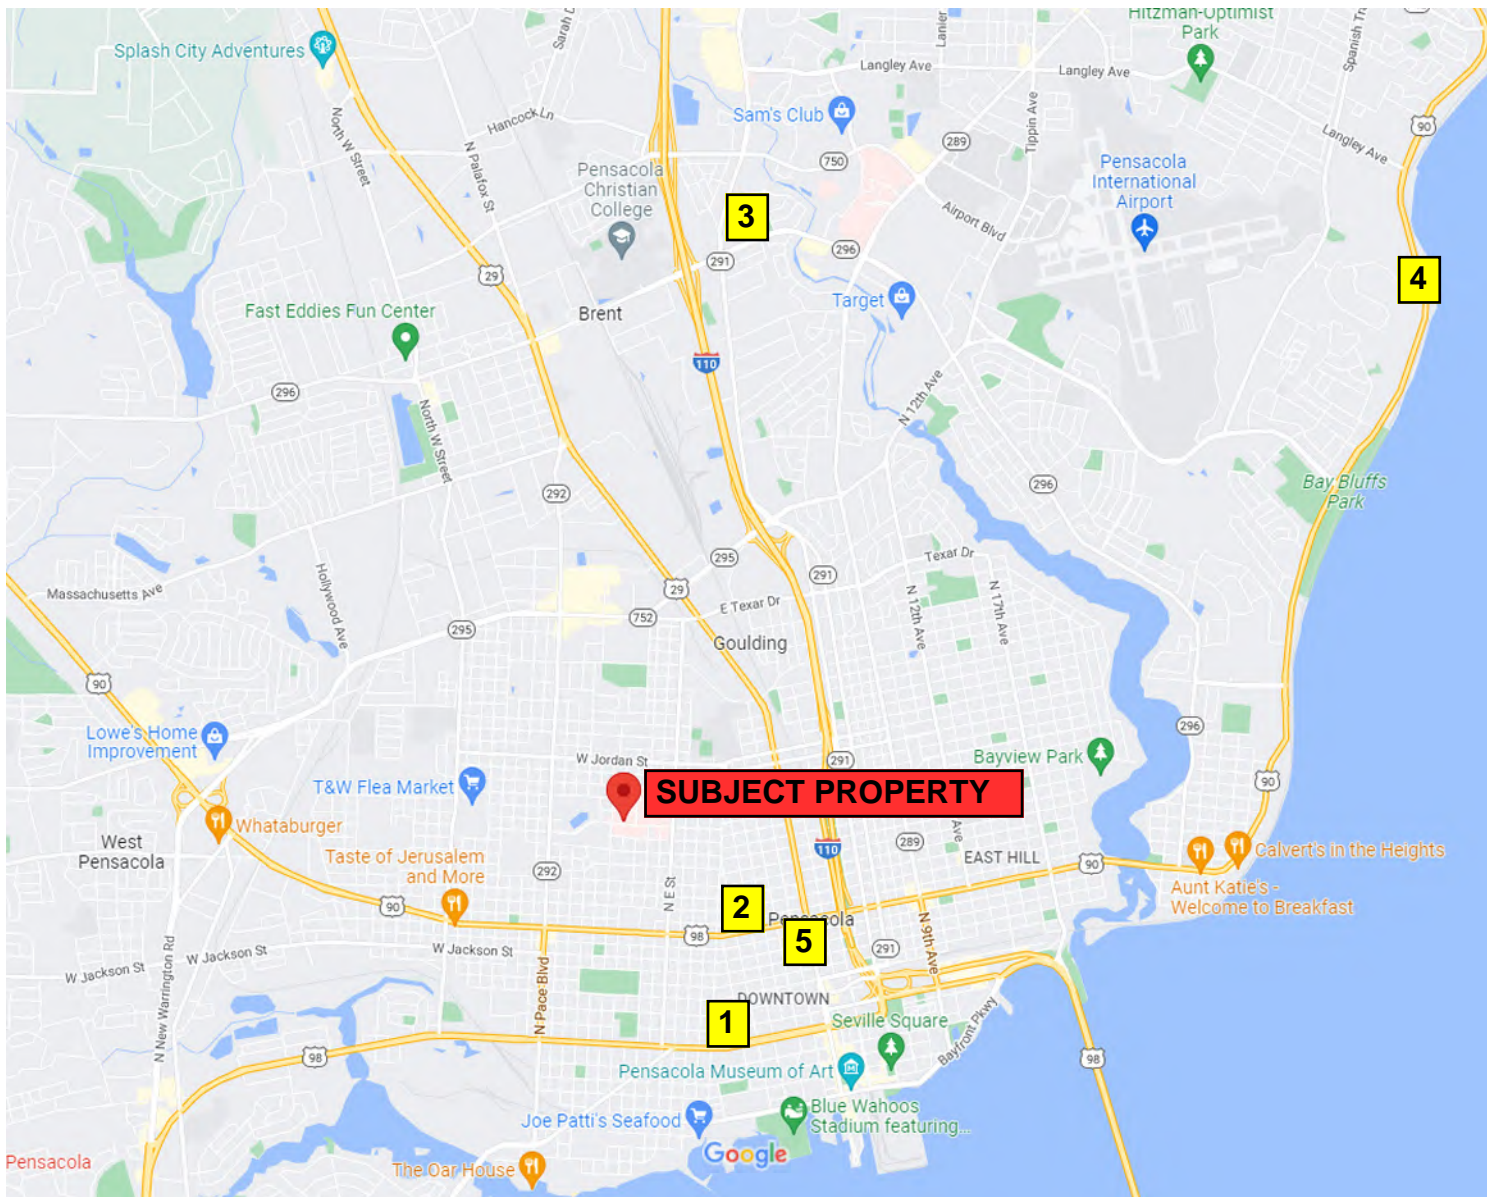 Hitzman-Optimist
Park
Splash City Adventures
Sarah D
Lanier
Spanish Tr
Langley Ave
Langley Ave
Hancock Ln
Sam's Club
Tippin Ave
90
North W Street
N Palafox St
289
Langley Ave
750
Pensacola
Christian
College
Pensacola
International
Airport
3
Airport Blvd
296
291
29
4
Target
Fast Eddies Fun Center
Brent
110
296
N 12th Ave
North W Street
292
296
Bay Bluffs
Park
295
Texar Dr
291
Massachusetts Ave
Hollywood Ave
29
N 12th Ave
N 17th Ave
E Texar Dr
752
295
Goulding
90
296
Lowe's Home
Improvement
W Jordan St
291
Bayview Park
T&W Flea Market
SUBJECT PROPERTY
90
Whataburger
West
Pensacola
Ave
289
110
EAST HILL
Calvert's in the Heights
Taste of Jerusalem
and More
292
90
Aunt Katie's -
Welcome to Breakfast
N E St
90
2
Pensacola
98
5
N 9th Ave
291
W Jackson St
W Jackson St
W Jackson St
N New Warrington Rd
N Pace Blvd
DOWNTOWN
1
Seville Square
Bayfront Pkwy
98
98
Pensacola Museum of Art
Joe Patti's Seafood
Blue Wahoos
Stadium featuring...
Google
Pensacola
The Oar House